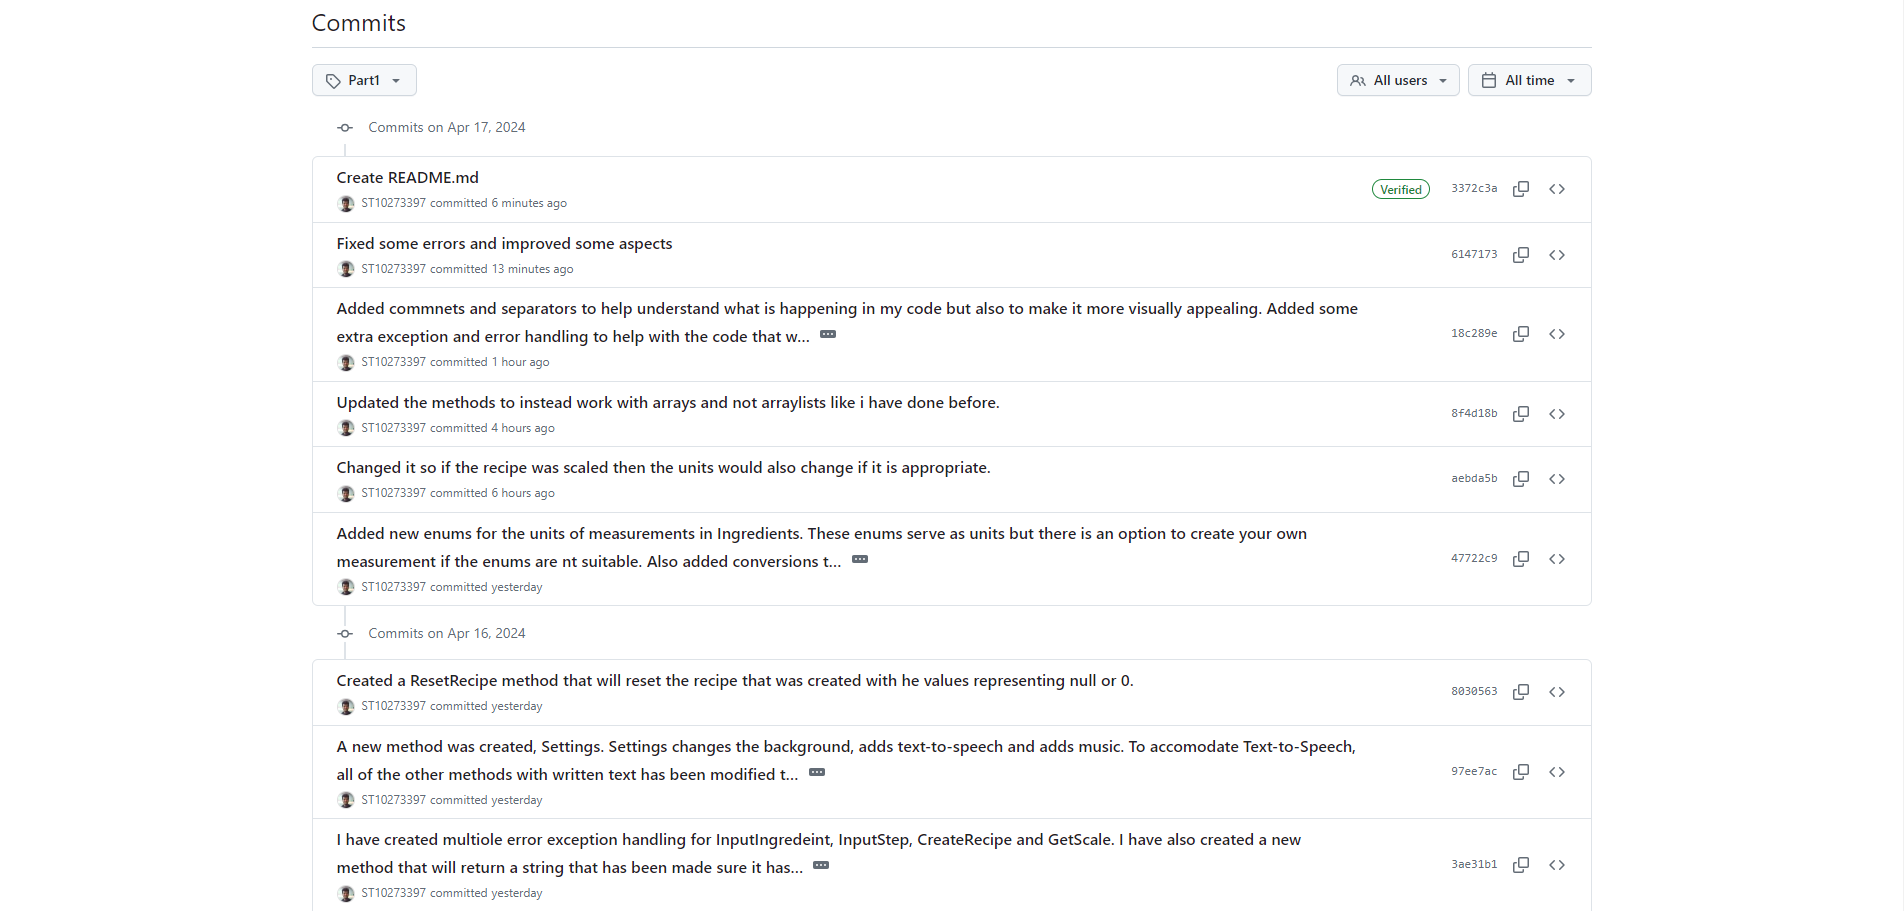 Commits
Part1
All users
All time
Commits on Apr 17, 2024
Create README.md
ST10273397 committed 6 minutes ago
Verified
3372c3a
Fixed some errors and improved some aspects
ST10273397 committed 13 minutes ago
6147173
Added commnets and separators to help understand what is happening in my code but also to make it more visually appealing. Added some
extra exception and error handling to help with the code that w...
ST10273397 committed 1 hour ago
18c289e
Updated the methods to instead work with arrays and not arraylists like i have done before.
ST10273397 committed 4 hours ago
8f4d18b
Changed it so if the recipe was scaled then the units would also change if it is appropriate.
ST10273397 committed 6 hours ago
aebda5b
Added new enums for the units of measurements in Ingredients. These enums serve as units but there is an option to create your own
measurement if the enums are nt suitable. Also added conversions t...
ST10273397 committed yesterday
47722c9
Commits on Apr 16, 2024
Created a ResetRecipe method that will reset the recipe that was created with he values representing null or 0.
ST10273397 committed yesterday
8030563
A new method was created, Settings. Settings changes the background, adds text-to-speech and adds music. To accomodate Text-to-Speech,
all of the other methods with written text has been modified t...
ST10273397 committed yesterday
97ee7ac
I have created multiole error exception handling for InputIngredeint, InputStep, CreateRecipe and GetScale. I have also created a new
method that will return a string that has been made sure it has...
ST10273397 committed yesterday
3ae31b1